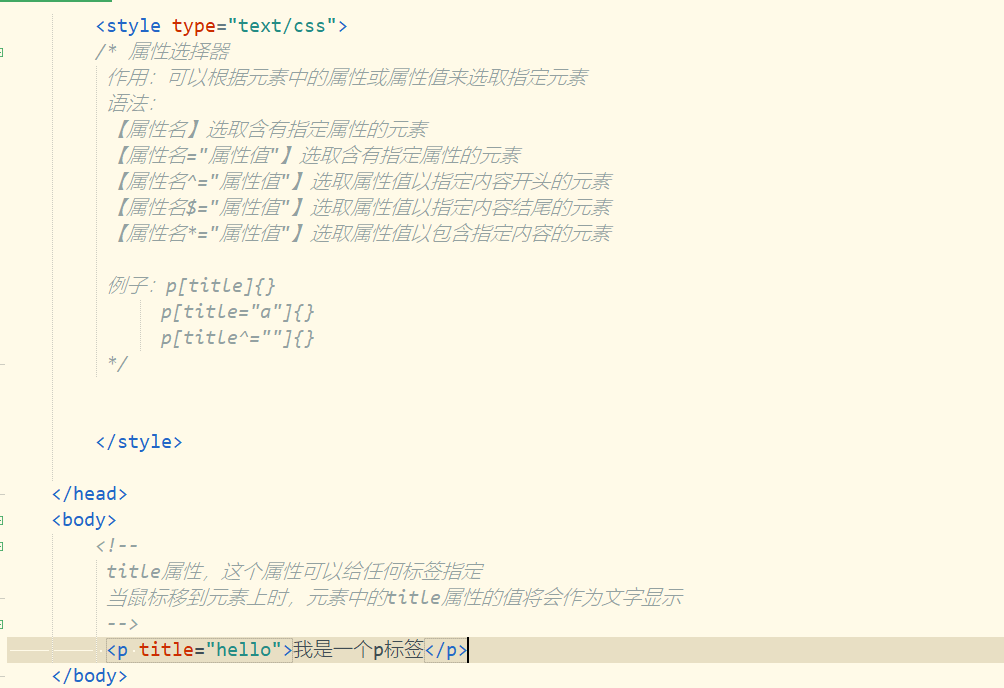 <style type="text/css">
/* 属性选择器
作用：可以根据元素中的属性或属性值来选取指定元素
语法：
【属性名】选取含有指定属性的元素
【属性名="属性值"】选取含有指定属性的元素
【属性名^="属性值"】选取属性值以指定内容开头的元素
【属性名$="属性值"】选取属性值以指定内容结尾的元素
【属性名*="属性值"】选取属性值以包含指定内容的元素
例子：p[title]{}
p[title="a"]{}
p[title^=""]{}
*/
</style>
</head>
<body>
<!--
title属性，这个属性可以给任何标签指定
当鼠标移到元素上时，元素中的title属性的值将会作为文字显示
-->
<p title="hello">我是一个p标签</p>
</body>